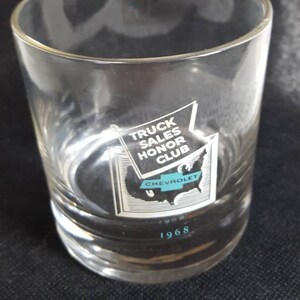 TRUCK
SALES
HONOR
CLUB
CHEVROLET
1968